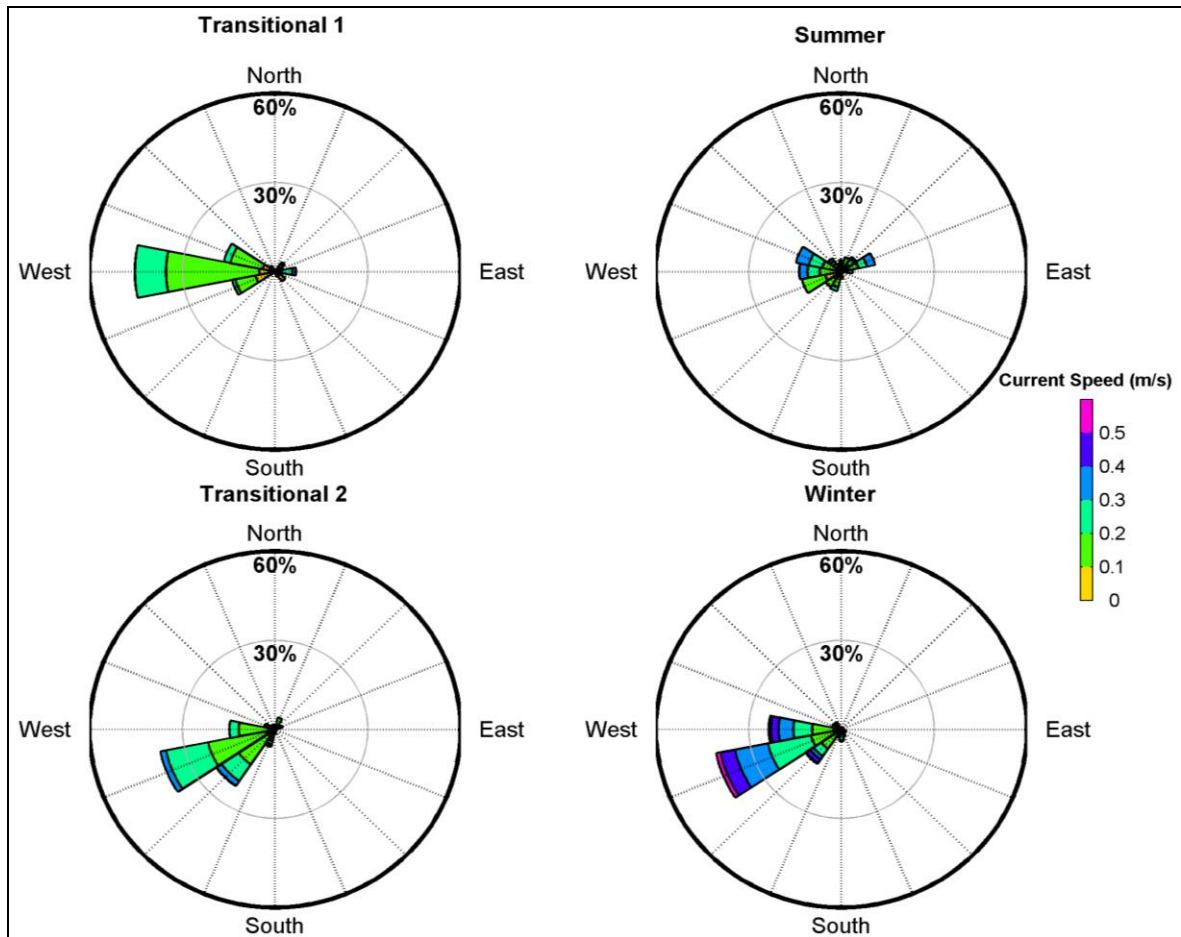 Transitional 1
North
60%
30%
West
East
South
Summer
North
60%
30%
West
East
South
Current Speed (m/s)
0.5
0.4
0.3
0.2
0.1
0
Transitional 2
North
60%
30%
West
East
South
Winter
North
60%
30%
West
East
South